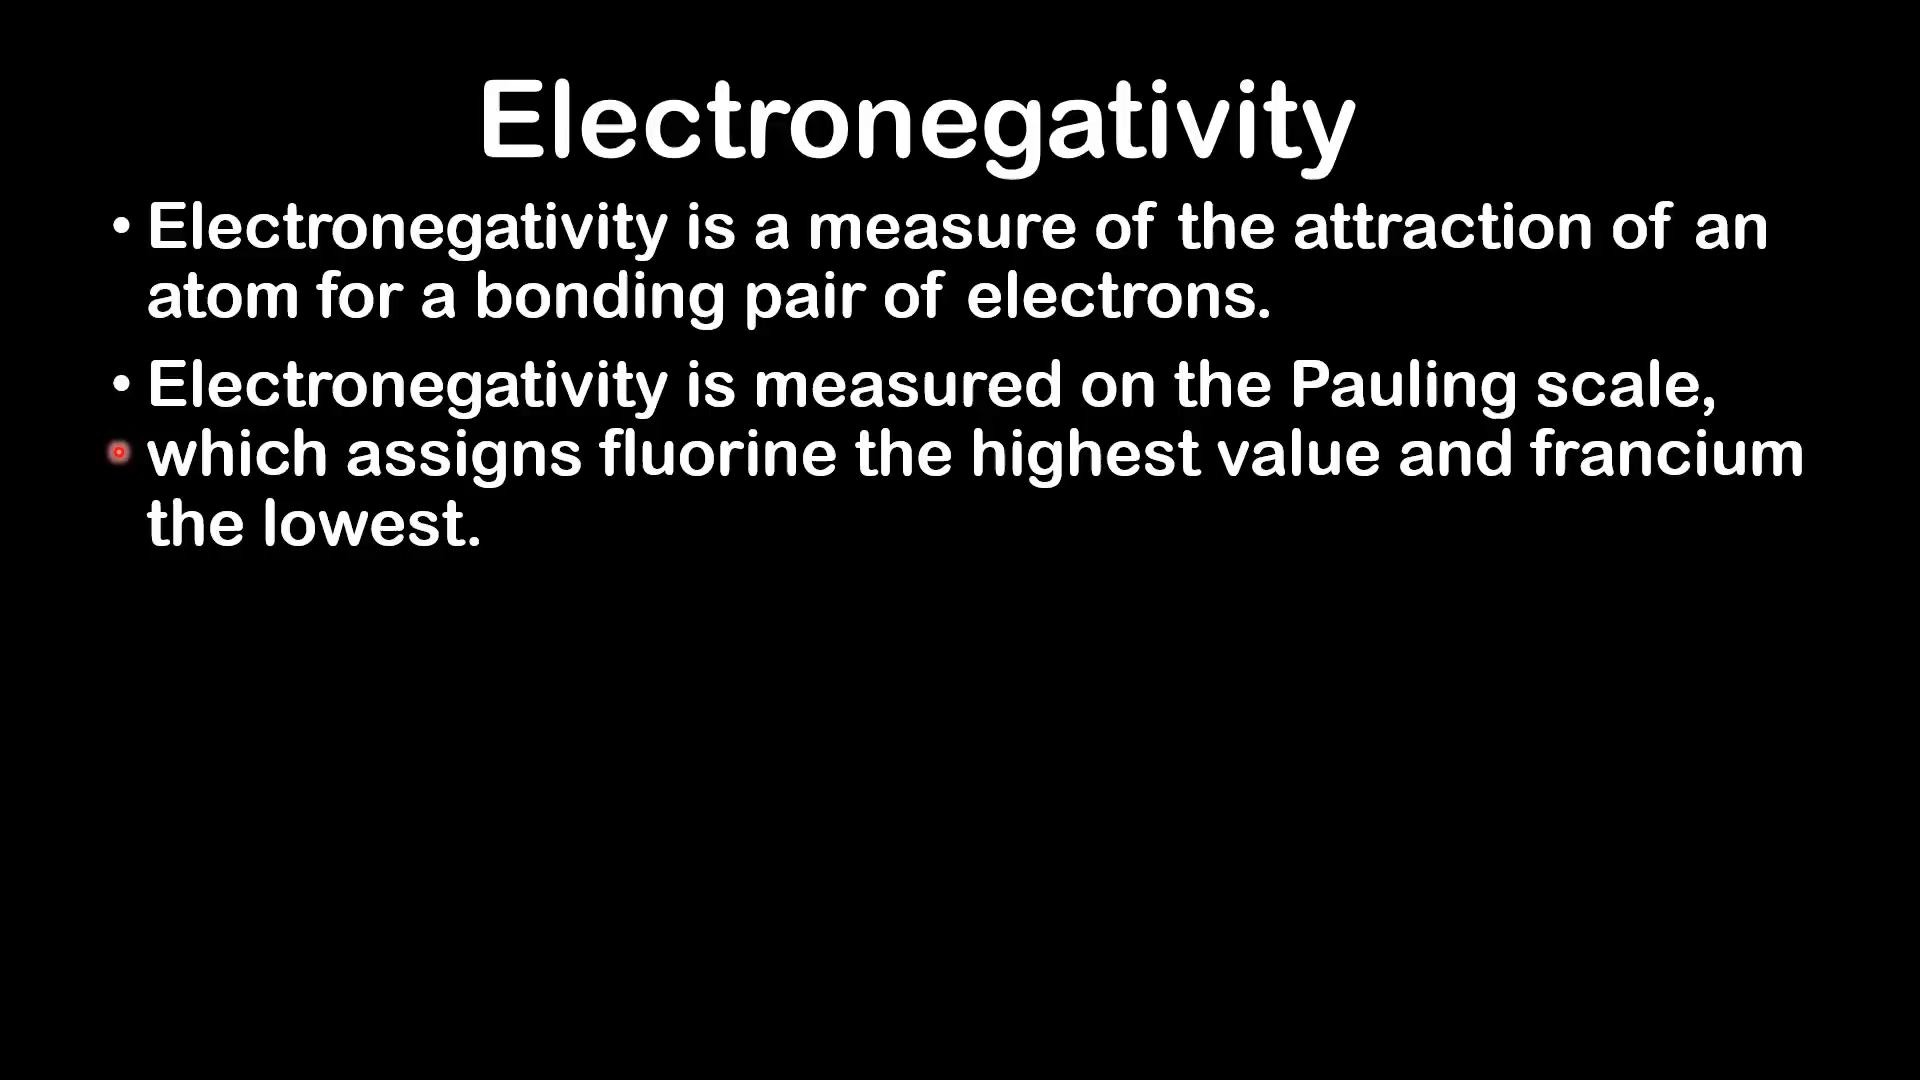 Electronegativity
• Electronegativity is a measure of the attraction of an
atom for a bonding pair of electrons.
• Electronegativity is measured on the Pauling scale,
which assigns fluorine the highest value and francium
the lowest.